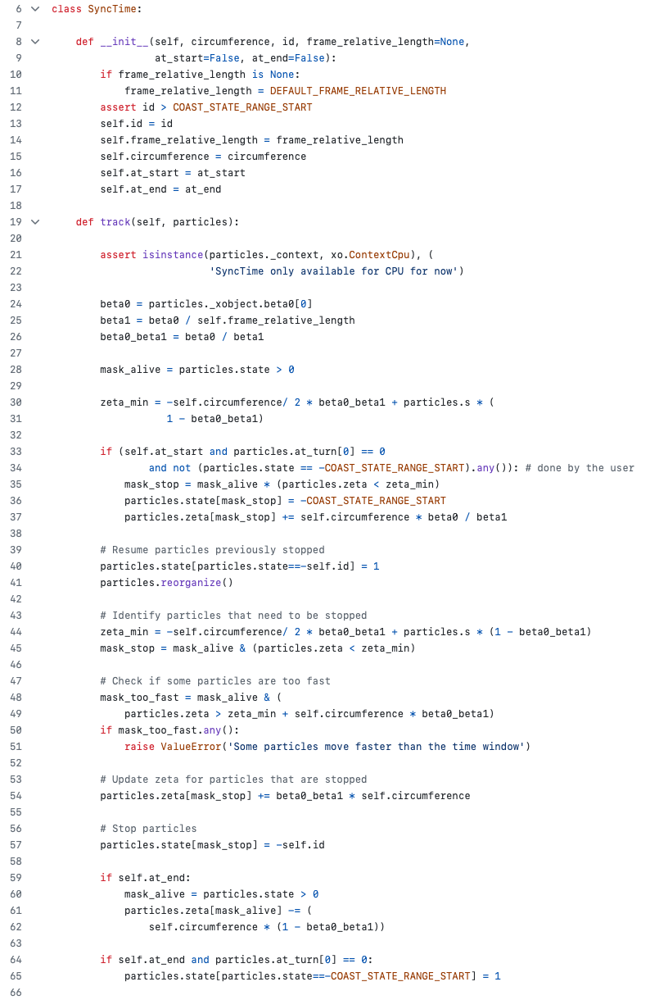 6 class SyncTime:
7
8     def __init__(self, circumference, id, frame_relative_length=None,
9                  at_start=False, at_end=False):
10         if frame_relative_length is None:
11             frame_relative_length = DEFAULT_FRAME_RELATIVE_LENGTH
12         assert id > COAST_STATE_RANGE_START
13         self.id = id
14         self.frame_relative_length = frame_relative_length
15         self.circumference = circumference
16         self.at_start = at_start
17         self.at_end = at_end
18
19     def track(self, particles):
20
21         assert isinstance(particles._context, xo.ContextCpu), (
22                           'SyncTime only available for CPU for now')
23
24         beta0 = particles._xobject.beta0[0]
25         beta1 = beta0 / self.frame_relative_length
26         beta0_beta1 = beta0 / beta1
27
28         mask_alive = particles.state > 0
29
30         zeta_min = -self.circumference/ 2 * beta0_beta1 + particles.s * (
31                    1 - beta0_beta1)
32
33         if (self.at_start and particles.at_turn[0] == 0
34                 and not (particles.state == -COAST_STATE_RANGE_START).any()): # done by the user
35             mask_stop = mask_alive * (particles.zeta < zeta_min)
36             particles.state[mask_stop] = -COAST_STATE_RANGE_START
37             particles.zeta[mask_stop] += self.circumference * beta0 / beta1
38
39         # Resume particles previously stopped
40         particles.state[particles.state==-self.id] = 1
41         particles.reorganize()
42
43         # Identify particles that need to be stopped
44         zeta_min = -self.circumference/ 2 * beta0_beta1 + particles.s * (1 - beta0_beta1)
45         mask_stop = mask_alive & (particles.zeta < zeta_min)
46
47         # Check if some particles are too fast
48         mask_too_fast = mask_alive & (
49             particles.zeta > zeta_min + self.circumference * beta0_beta1)
50         if mask_too_fast.any():
51             raise ValueError('Some particles move faster than the time window')
52
53         # Update zeta for particles that are stopped
54         particles.zeta[mask_stop] += beta0_beta1 * self.circumference
55
56         # Stop particles
57         particles.state[mask_stop] = -self.id
58
59         if self.at_end:
60             mask_alive = particles.state > 0
61             particles.zeta[mask_alive] -= (
62                 self.circumference * (1 - beta0_beta1))
63
64         if self.at_end and particles.at_turn[0] == 0:
65             particles.state[particles.state==-COAST_STATE_RANGE_START] = 1
66